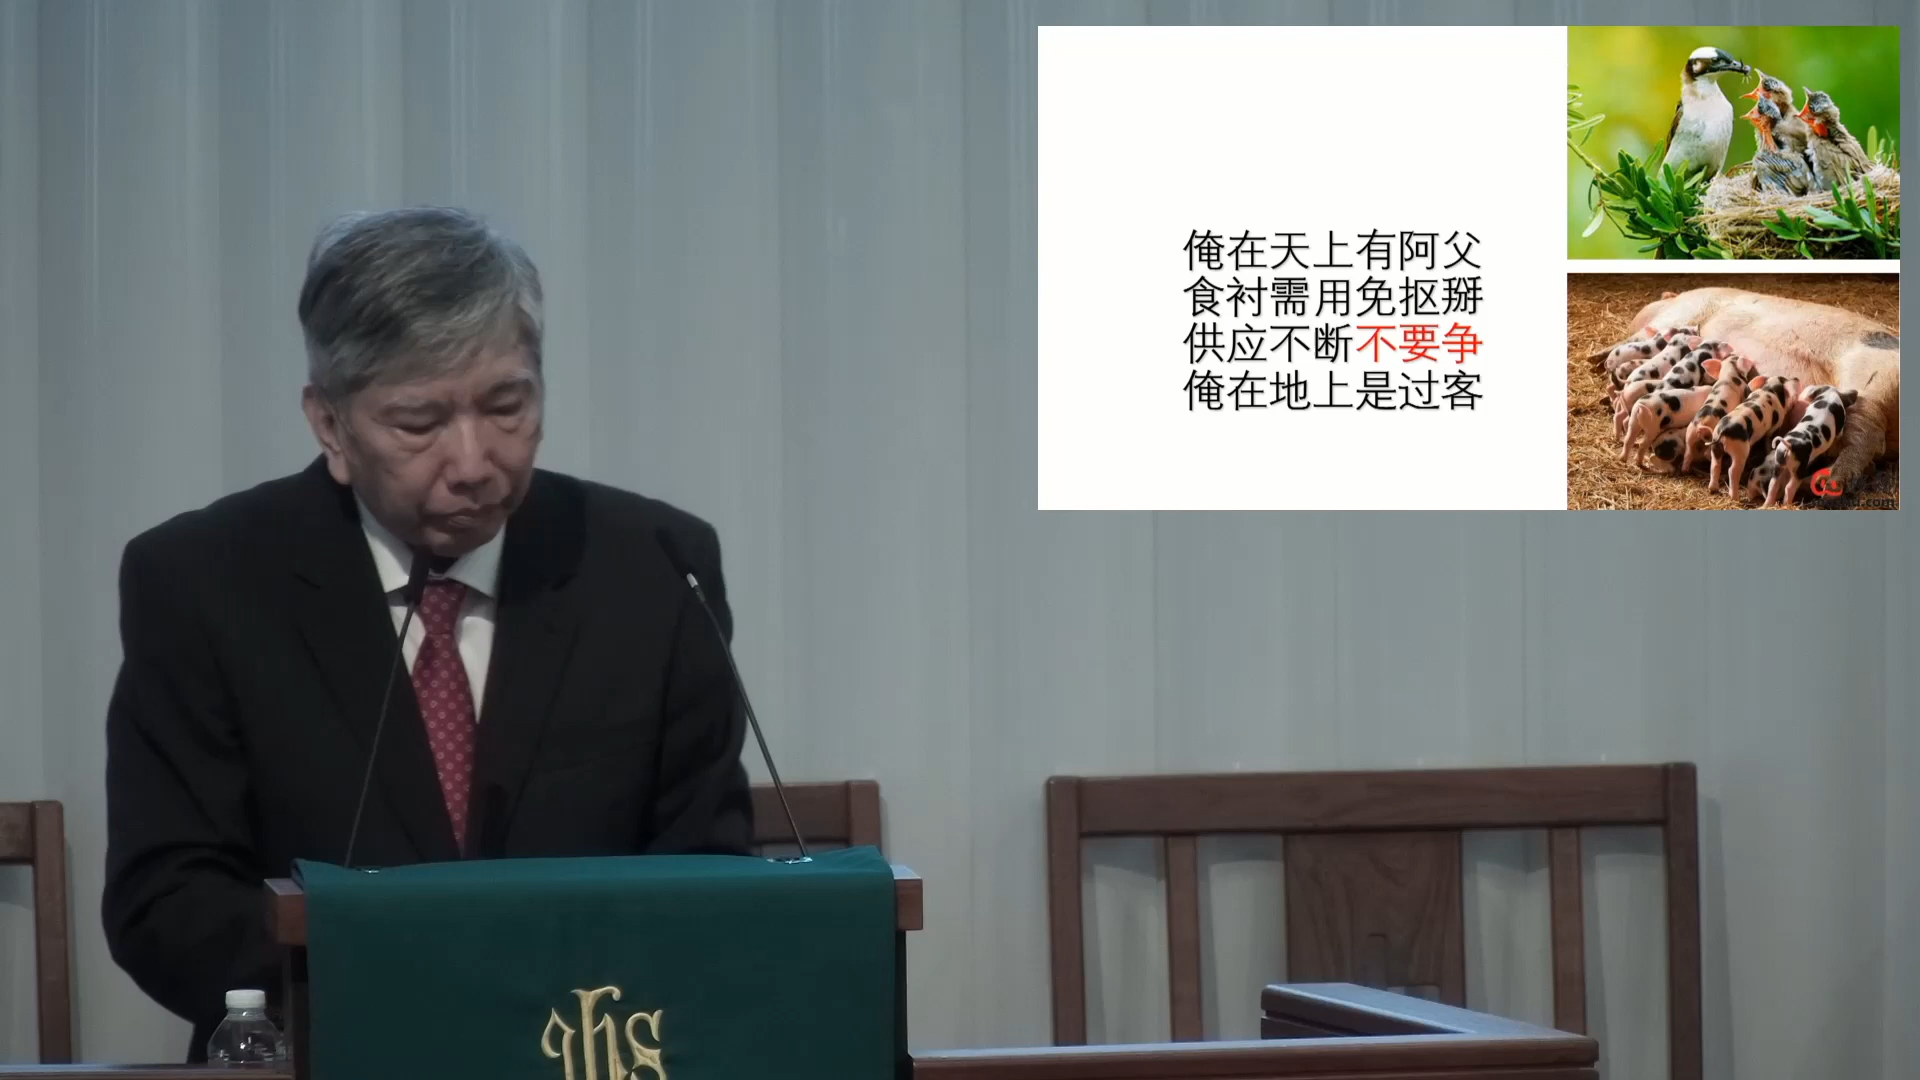 俺在天上有阿父
食衬需用免抠掰
供应不断不要争
俺在地上是过客
IHS